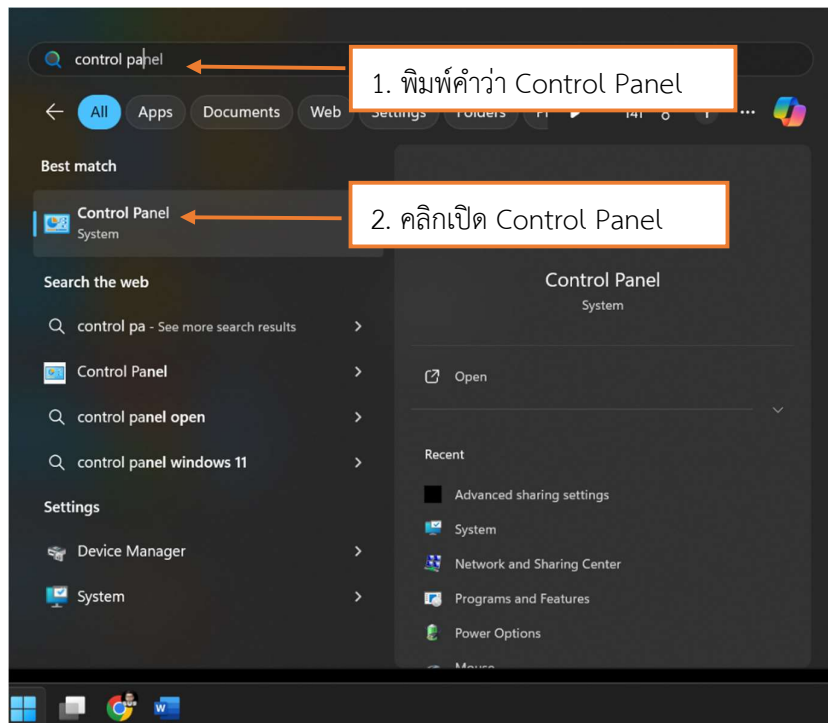 control panel
1. พิมพ์คำว่า Control Panel
All Apps Documents Web Settings Folders
Best match
Control Panel
System
2. คลิกเปิด Control Panel
Search the web
control pa - See more search results
Control Panel
control panel open
control panel windows 11
Settings
Device Manager
System
Control Panel
System
Open
Recent
Advanced sharing settings
System
Network and Sharing Center
Programs and Features
Power Options
Mouse